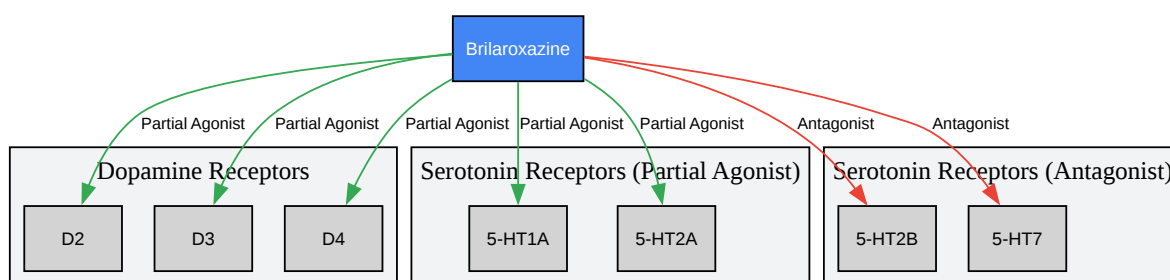 Brilaroxazine
Partial Agonist
Partial Agonist
Partial Agonist
Partial Agonist
Partial Agonist
Antagonist
Antagonist
Dopamine Receptors
Serotonin Receptors (Partial Agonist)
Serotonin Receptors (Antagonist)
D2
D3
D4
5-HT1A
5-HT2A
5-HT2B
5-HT7